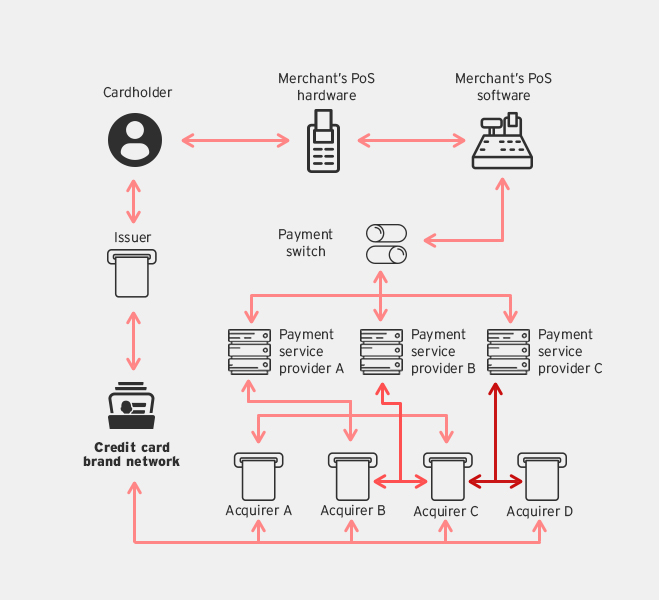 Cardholder
Merchant's PoS
hardware
Merchant's PoS
software
Issuer
Payment
switch
Payment
service
provider A
Payment
service
provider B
Payment
service
provider C
Credit card
brand network
Acquirer A
Acquirer B
Acquirer C
Acquirer D